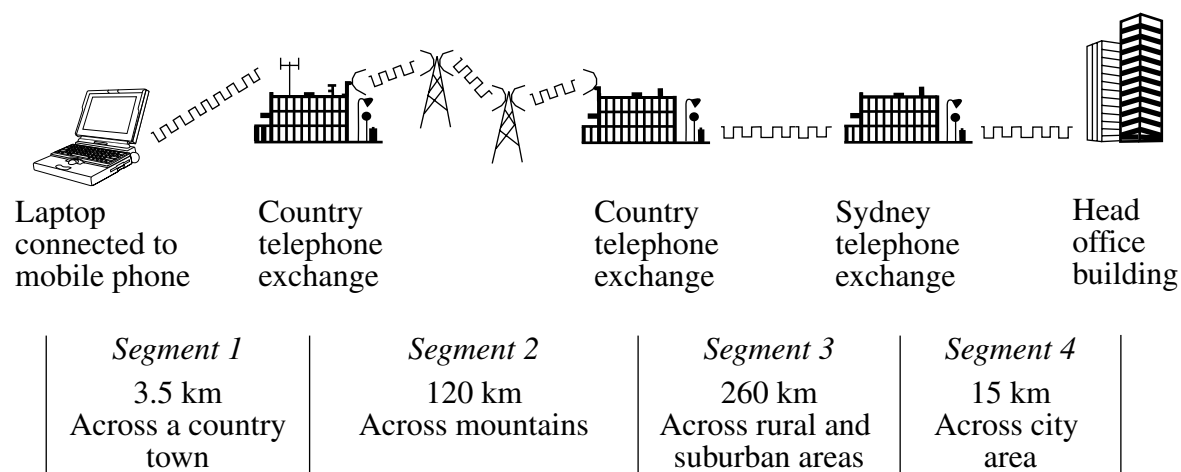 Laptop
connected to
mobile phone
Country
telephone
exchange
Country
telephone
exchange
Sydney
telephone
exchange
Head
office
building
Segment 1
3.5 km
Across a country
town
Segment 2
120 km
Across mountains
Segment 3
260 km
Across rural and
suburban areas
Segment 4
15 km
Across city
area